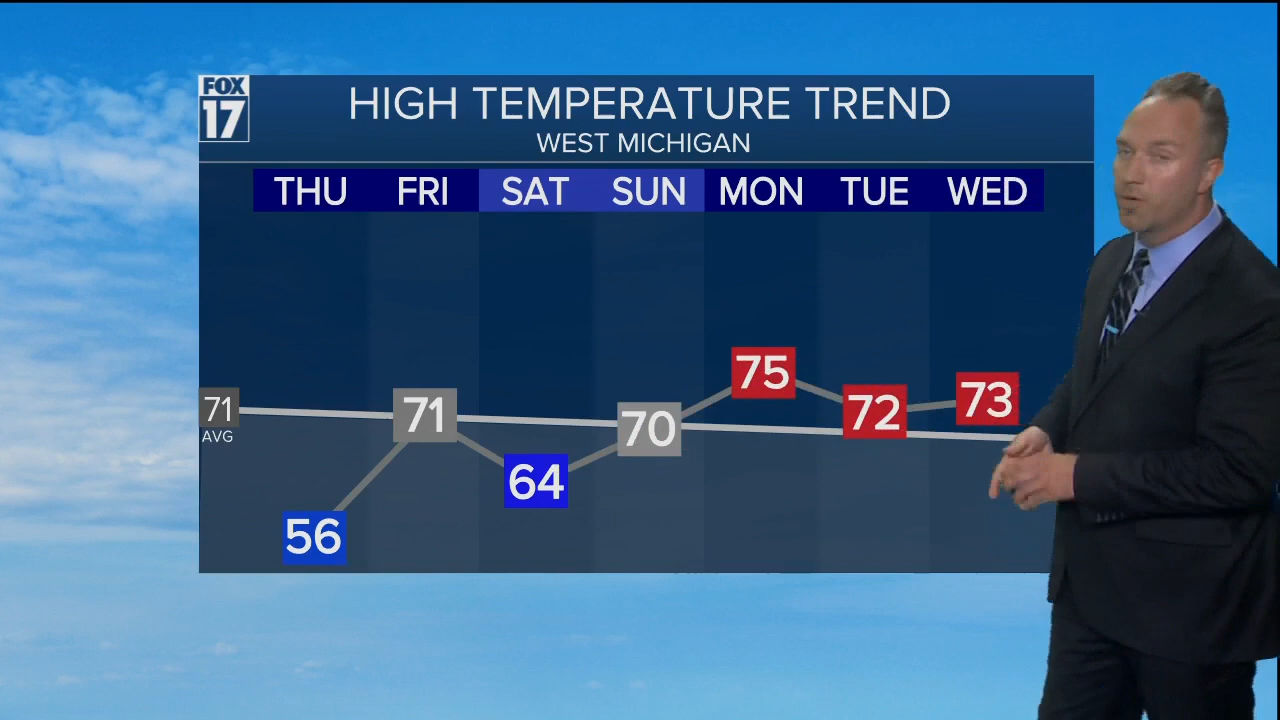 FOX
17
HIGH TEMPERATURE TREND
WEST MICHIGAN
THU FRI SAT SUN MON TUE WED
75
73
71 71 72
AVG 70
64
56